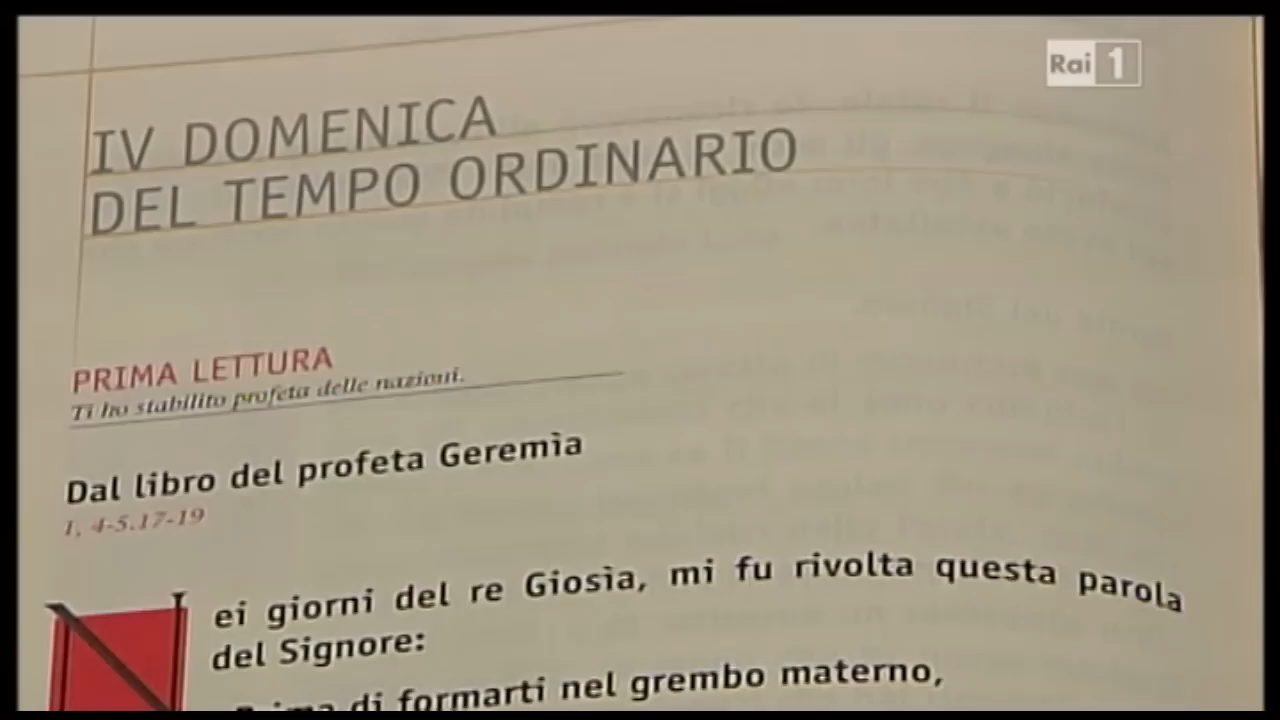 Rai 1
IV DOMENICA
DEL TEMPO ORDINARIO
PRIMA LETTURA
Ti ho stabilito profeta delle nazioni.
Dal libro del profeta Geremìa
1, 4-5.17-19
Nei giorni del re Giosìa, mi fu rivolta questa parola
del Signore:
Prima di formarti nel grembo materno,